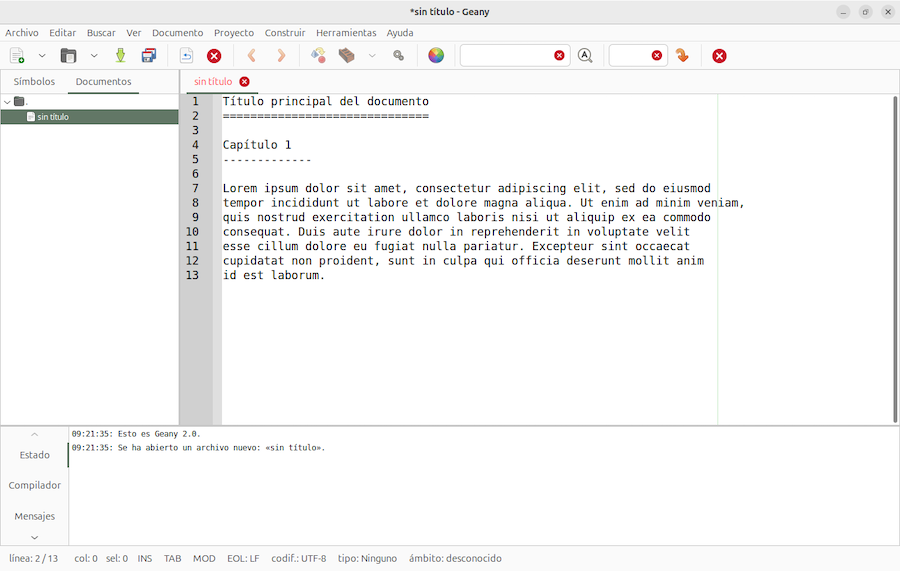 *sin título - Geany
Archivo Editar Buscar Ver Documento Proyecto Construir Herramientas Ayuda
Símbolos Documentos
sin título
.
sin título
1 Título principal del documento
2 ==============================
3
4 Capítulo 1
5 -------------
6
7 Lorem ipsum dolor sit amet, consectetur adipiscing elit, sed do eiusmod
8 tempor incididunt ut labore et dolore magna aliqua. Ut enim ad minim veniam,
9 quis nostrud exercitation ullamco laboris nisi ut aliquip ex ea commodo
10 consequat. Duis aute irure dolor in reprehenderit in voluptate velit
11 esse cillum dolore eu fugiat nulla pariatur. Excepteur sint occaecat
12 cupidatat non proident, sunt in culpa qui officia deserunt mollit anim
13 id est laborum.
Estado
Compilador
Mensajes
09:21:35: Esto es Geany 2.0.
09:21:35: Se ha abierto un archivo nuevo: «sin título».
línea: 2 / 13 col: 0 sel: 0 INS TAB MOD EOL: LF codif.: UTF-8 tipo: Ninguno ámbito: desconocido